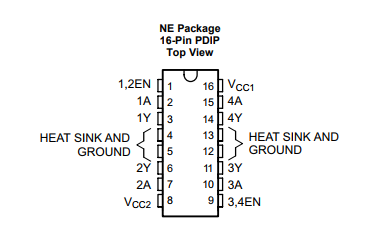 NE Package
16-Pin PDIP
Top View
1,2EN 1 16 VCC1
1A 2 15 4A
1Y 3 14 4Y
HEAT SINK AND
GROUND
4 13
5 12
HEAT SINK AND
GROUND
2Y 6 11 3Y
2A 7 10 3A
VCC2 8 9 3,4EN